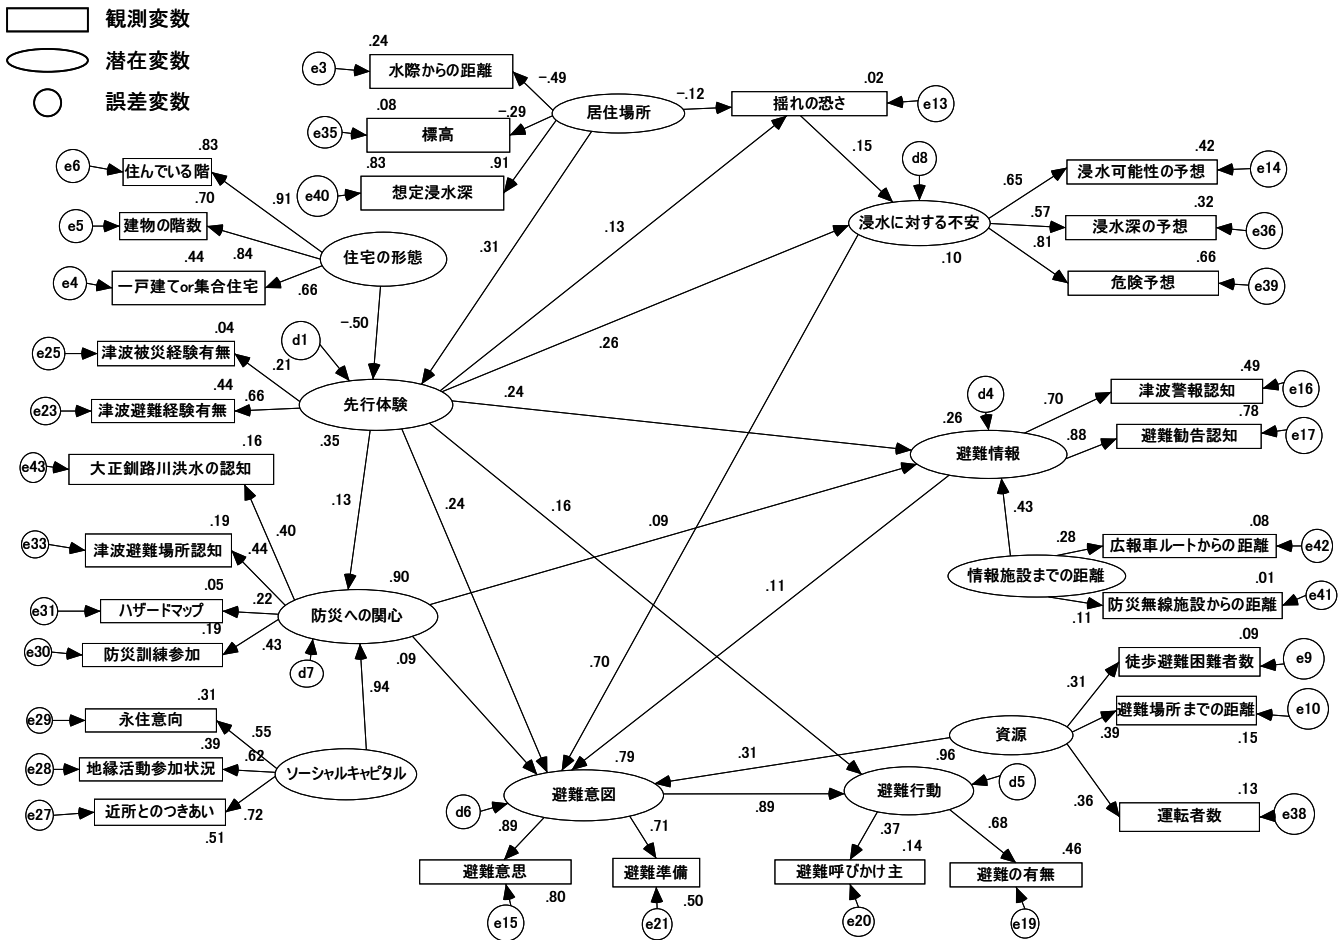 観測変数
潜在変数
誤差変数
.24
e3
水際からの距離
-.49
.08
e35
標高
-.29
.83
.91
e40
想定浸水深
居住場所
-.12
.02
揺れの恐さ
e13
.15
d8
.42
.65
浸水可能性の予想
e14
.32
.57
浸水深の予想
e36
.81
.66
危険予想
e39
浸水に対する不安
.10
.83
e6
住んでいる階
.91
.70
e5
建物の階数
.84
.44
e4
一戸建てor集合住宅
.66
住宅の形態
.31
.13
-.50
.26
d1
.04
e25
津波被災経験有無
.21
.44
e23
津波避難経験有無
.66
先行体験
.35
.24
d4
.26
避難情報
.49
.70
津波警報認知
e16
.78
.88
避難勧告認知
e17
.16
e43
大正釧路川洪水の認知
.40
.13
.24
.16
.09
.43
.19
e33
津波避難場所認知
.44
.05
e31
ハザードマップ
.22
.19
e30
防災訓練参加
.43
.90
防災への関心
d7
.09
.94
.11
.70
.28
.08
広報車ルートからの距離
e42
情報施設までの距離
.01
.11
防災無線施設からの距離
e41
.09
.31
徒歩避難困難者数
e9
.39
避難場所までの距離
e10
.15
資源
.36
.13
運転者数
e38
.31
e29
永住意向
.55
.39
e28
地縁活動参加状況
.62
e27
近所とのつきあい
.72
.51
ソーシャルキャピタル
.79
.31
.96
d6
避難意図
.89
避難行動
d5
.89
.71
.37
.14
.68
.46
避難意思
.80
避難準備
.50
避難呼びかけ主
避難の有無
e15
e21
e20
e19